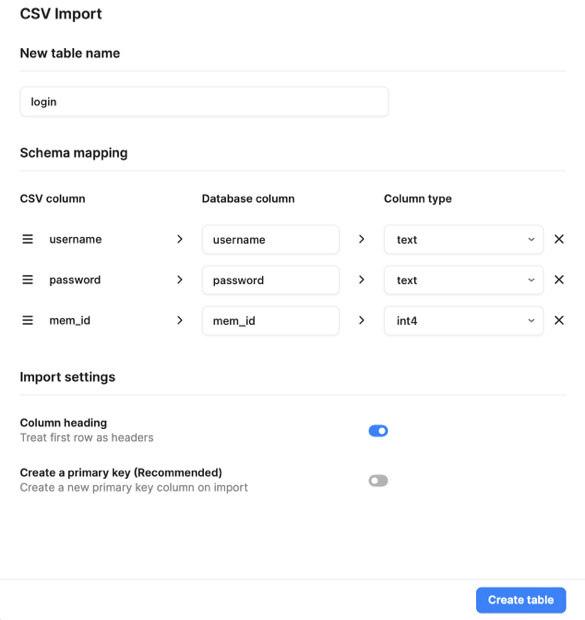 CSV Import
New table name
login
Schema mapping
CSV column Database column Column type
username username text
password password text
mem_id mem_id int4
Import settings
Column heading
Treat first row as headers
Create a primary key (Recommended)
Create a new primary key column on import
Create table